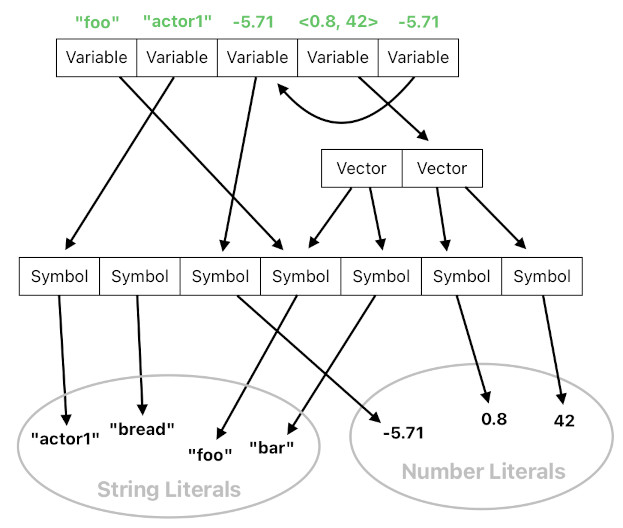 "foo" "actor1" -5.71 <0.8, 42> -5.71
Variable Variable Variable Variable Variable
Vector Vector
Symbol Symbol Symbol Symbol Symbol Symbol Symbol
"actor1" "bread" "foo" "bar" -5.71 0.8 42
String Literals Number Literals